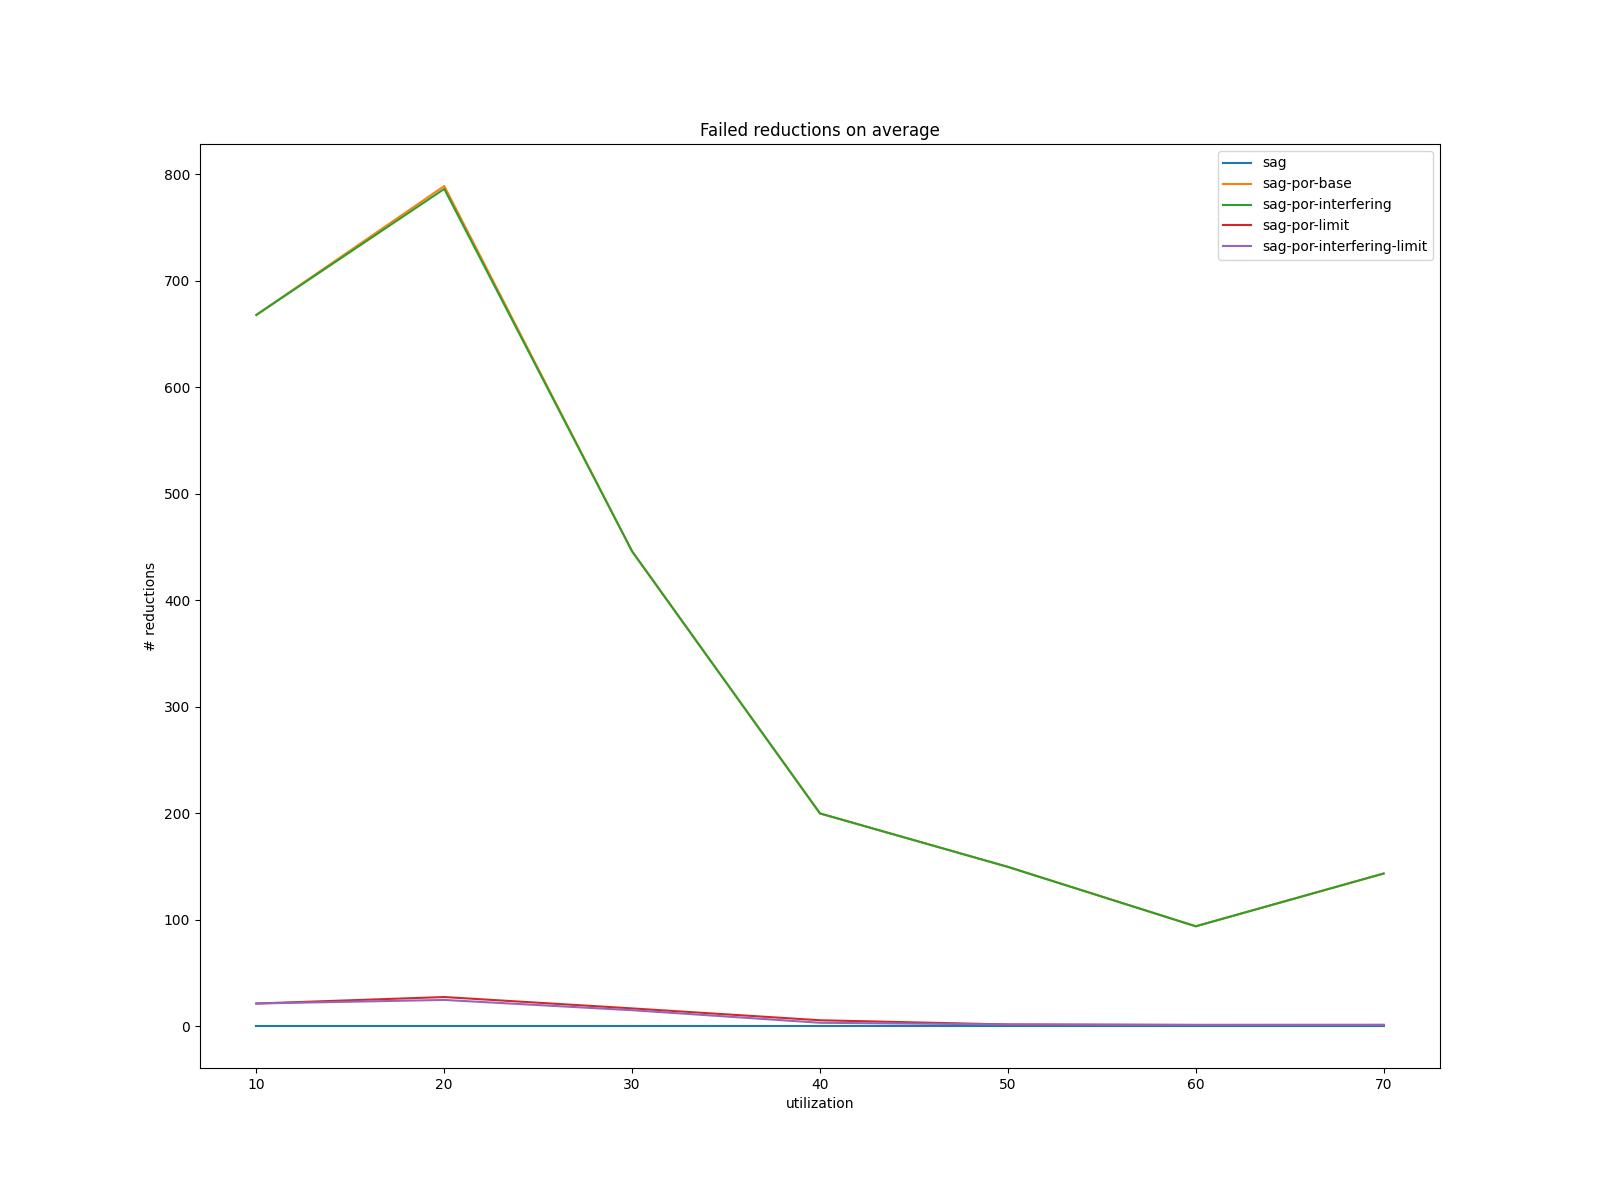 Failed reductions on average
sag
sag-por-base
sag-por-interfering
sag-por-limit
sag-por-interfering-limit
# reductions
800
700
600
500
400
300
200
100
0
10 20 30 40 50 60 70
utilization